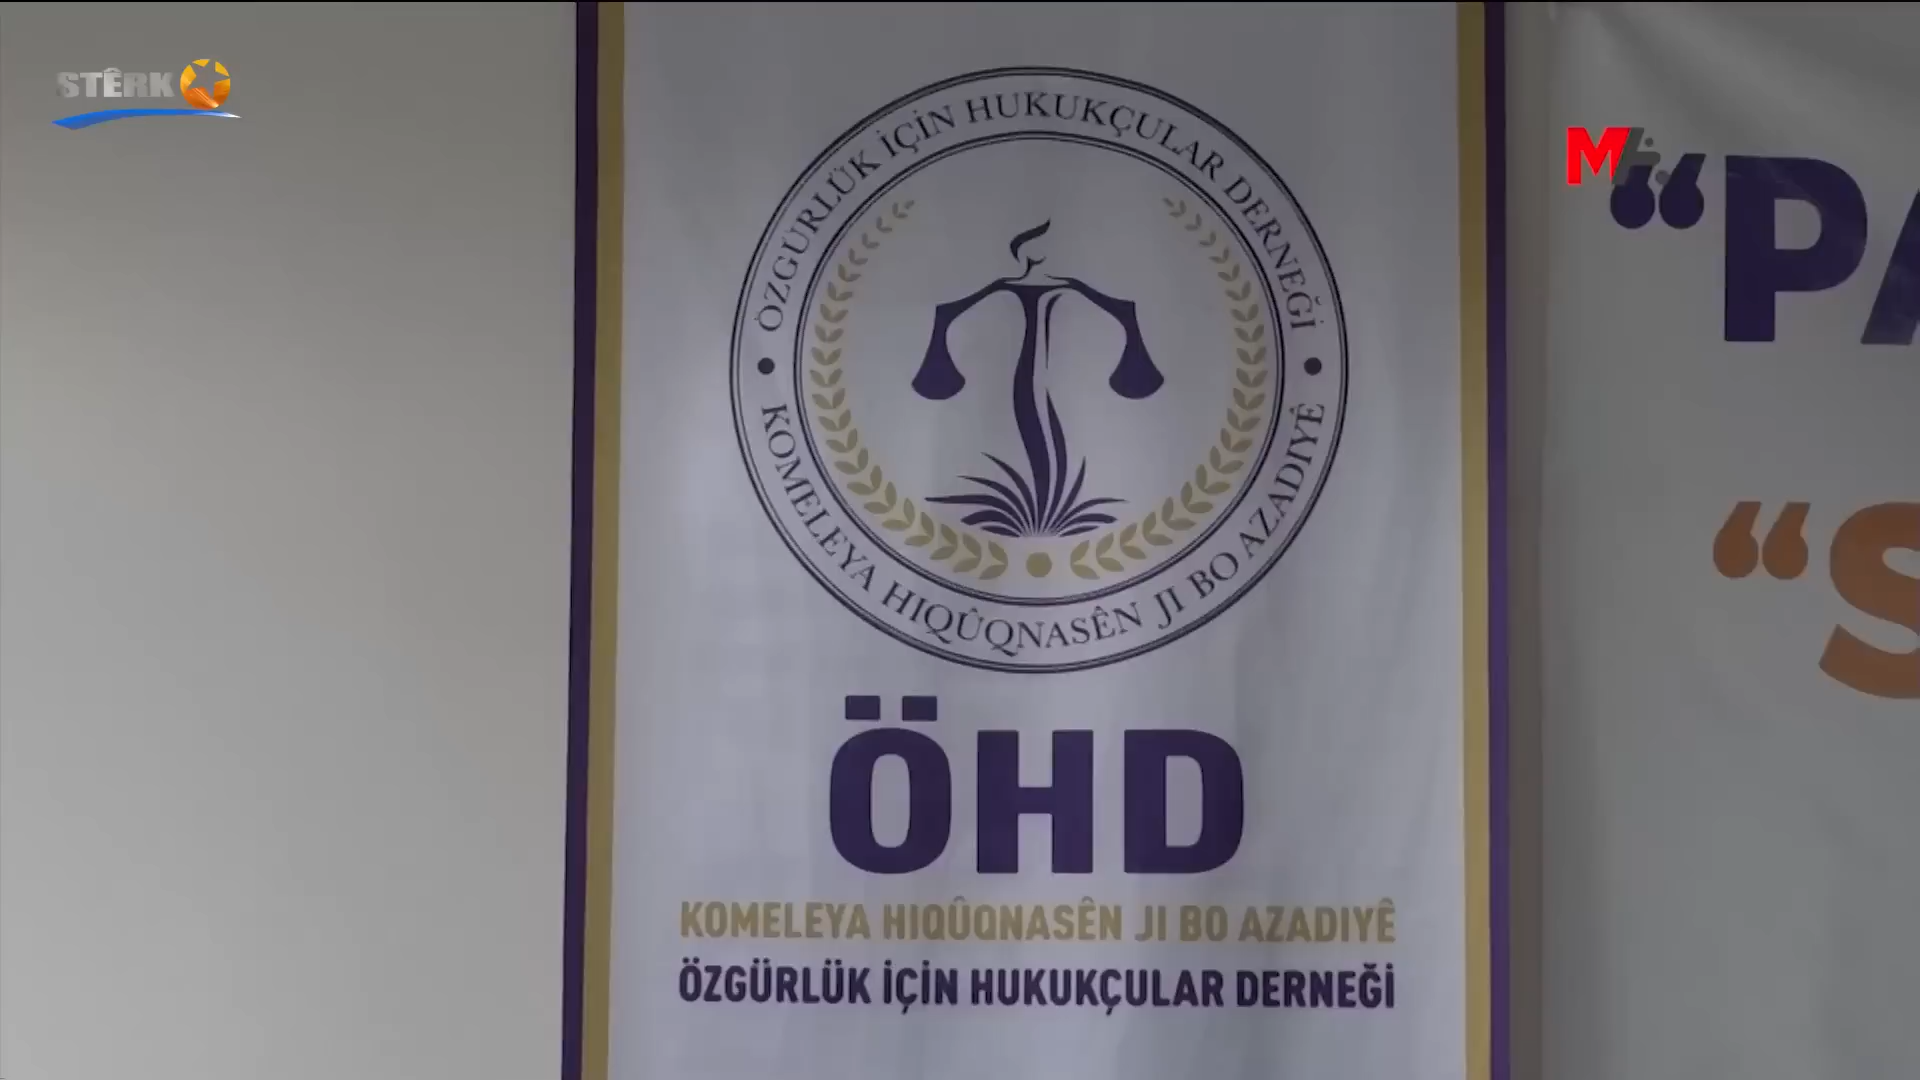 STÊRK
ÖZGÜRLÜK İÇİN HUKUKÇULAR DERNEĞİ
KOMELEYA HIQÛQNASÊN JI BO AZADIYÊ
ÖHD
KOMELEYA HIQÛQNASÊN JI BO AZADIYÊ
ÖZGÜRLÜK İÇİN HUKUKÇULAR DERNEĞİ